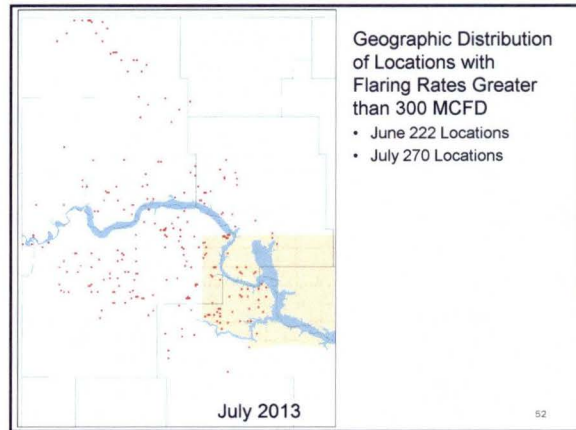 Geographic Distribution
of Locations with
Flaring Rates Greater
than 300 MCFD
• June 222 Locations
• July 270 Locations
July 2013
52